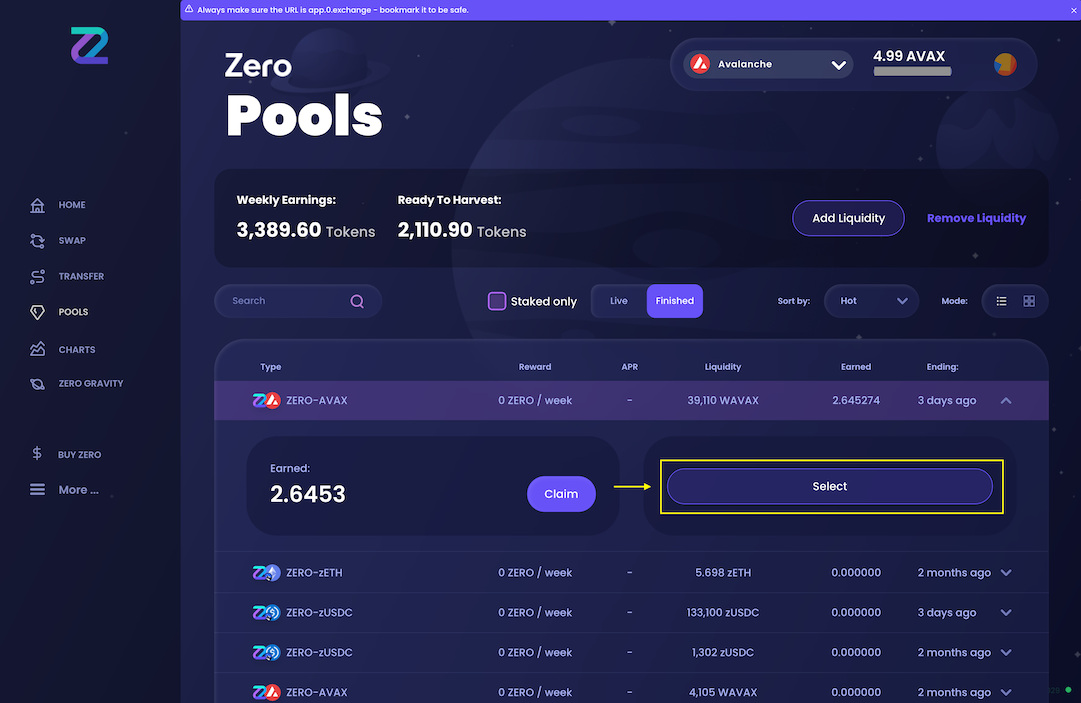 Always make sure the URL is app.0.exchange - bookmark it to be safe.
Zero
Pools
Avalanche
4.99 AVAX
HOME
SWAP
TRANSFER
POOLS
CHARTS
ZERO GRAVITY
BUY ZERO
More ...
Weekly Earnings:
3,389.60 Tokens
Ready To Harvest:
2,110.90 Tokens
Add Liquidity
Remove Liquidity
Search
Staked only
Live
Finished
Sort by:
Hot
Mode:
Type Reward APR Liquidity Earned Ending:
ZERO-AVAX 0 ZERO / week - 39,110 WAVAX 2.645274 3 days ago
Earned:
2.6453
Claim
Select
ZERO-zETH 0 ZERO / week - 5.698 zETH 0.000000 2 months ago
ZERO-zUSDC 0 ZERO / week - 133,100 zUSDC 0.000000 3 days ago
ZERO-zUSDC 0 ZERO / week - 1,302 zUSDC 0.000000 2 months ago
ZERO-AVAX 0 ZERO / week - 4,105 WAVAX 0.000000 2 months ago